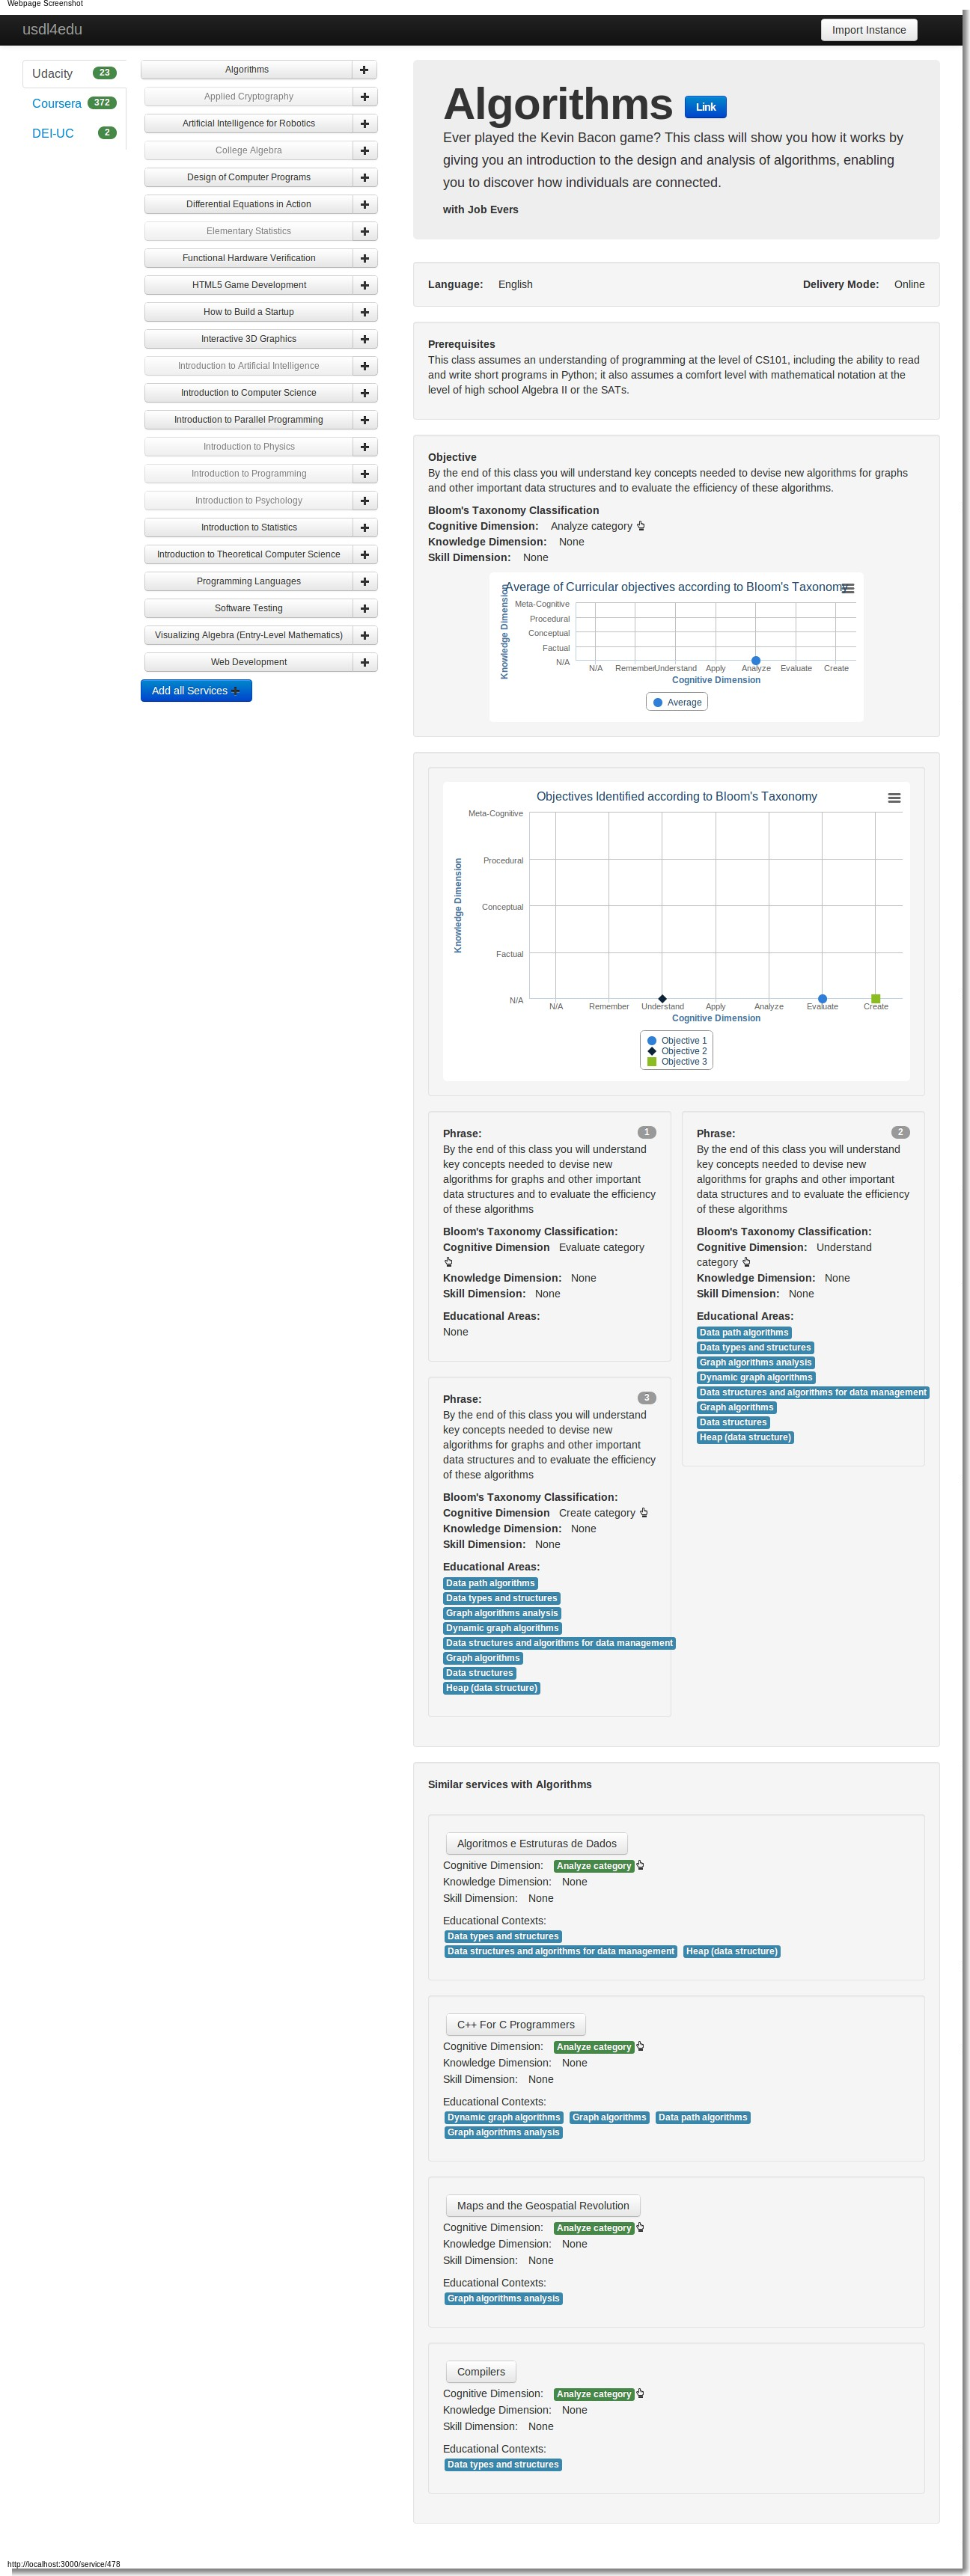 Webpage Screenshot
usdl4edu
Import Instance
Udacity 23
Coursera 372
DEI-UC 2
Algorithms
Applied Cryptography
Artificial Intelligence for Robotics
College Algebra
Design of Computer Programs
Differential Equations in Action
Elementary Statistics
Functional Hardware Verification
HTML5 Game Development
How to Build a Startup
Interactive 3D Graphics
Introduction to Artificial Intelligence
Introduction to Computer Science
Introduction to Parallel Programming
Introduction to Physics
Introduction to Programming
Introduction to Psychology
Introduction to Statistics
Introduction to Theoretical Computer Science
Programming Languages
Software Testing
Visualizing Algebra (Entry-Level Mathematics)
Web Development
Add all Services
Algorithms Link
Ever played the Kevin Bacon game? This class will show you how it works by
giving you an introduction to the design and analysis of algorithms, enabling
you to discover how individuals are connected.
with Job Evers
Language: English Delivery Mode: Online
Prerequisites
This class assumes an understanding of programming at the level of CS101, including the ability to read
and write short programs in Python; it also assumes a comfort level with mathematical notation at the
level of high school Algebra II or the SATs.
Objective
By the end of this class you will understand key concepts needed to devise new algorithms for graphs
and other important data structures and to evaluate the efficiency of these algorithms.
Bloom's Taxonomy Classification
Cognitive Dimension: Analyze category
Knowledge Dimension: None
Skill Dimension: None
Average of Curricular objectives according to Bloom's Taxonomy
Knowledge Dimension
Meta-Cognitive
Procedural
Conceptual
Factual
N/A
N/A Remember Understand Apply Analyze Evaluate Create
Cognitive Dimension
Average
Objectives Identified according to Bloom's Taxonomy
Knowledge Dimension
Meta-Cognitive
Procedural
Conceptual
Factual
N/A
N/A Remember Understand Apply Analyze Evaluate Create
Cognitive Dimension
Objective 1
Objective 2
Objective 3
Phrase: 1
By the end of this class you will understand
key concepts needed to devise new
algorithms for graphs and other important
data structures and to evaluate the efficiency
of these algorithms
Bloom's Taxonomy Classification:
Cognitive Dimension Evaluate category
Knowledge Dimension: None
Skill Dimension: None
Educational Areas:
None
Phrase: 2
By the end of this class you will understand
key concepts needed to devise new
algorithms for graphs and other important
data structures and to evaluate the efficiency
of these algorithms
Bloom's Taxonomy Classification:
Cognitive Dimension: Understand
category
Knowledge Dimension: None
Skill Dimension: None
Educational Areas:
Data path algorithms
Data types and structures
Graph algorithms analysis
Dynamic graph algorithms
Data structures and algorithms for data management
Graph algorithms
Data structures
Heap (data structure)
Phrase: 3
By the end of this class you will understand
key concepts needed to devise new
algorithms for graphs and other important
data structures and to evaluate the efficiency
of these algorithms
Bloom's Taxonomy Classification:
Cognitive Dimension Create category
Knowledge Dimension: None
Skill Dimension: None
Educational Areas:
Data path algorithms
Data types and structures
Graph algorithms analysis
Dynamic graph algorithms
Data structures and algorithms for data management
Graph algorithms
Data structures
Heap (data structure)
Similar services with Algorithms
Algoritmos e Estruturas de Dados
Cognitive Dimension: Analyze category
Knowledge Dimension: None
Skill Dimension: None
Educational Contexts:
Data types and structures
Data structures and algorithms for data management Heap (data structure)
C++ For C Programmers
Cognitive Dimension: Analyze category
Knowledge Dimension: None
Skill Dimension: None
Educational Contexts:
Dynamic graph algorithms Graph algorithms Data path algorithms
Graph algorithms analysis
Maps and the Geospatial Revolution
Cognitive Dimension: Analyze category
Knowledge Dimension: None
Skill Dimension: None
Educational Contexts:
Graph algorithms analysis
Compilers
Cognitive Dimension: Analyze category
Knowledge Dimension: None
Skill Dimension: None
Educational Contexts:
Data types and structures
http://localhost:3000/service/478